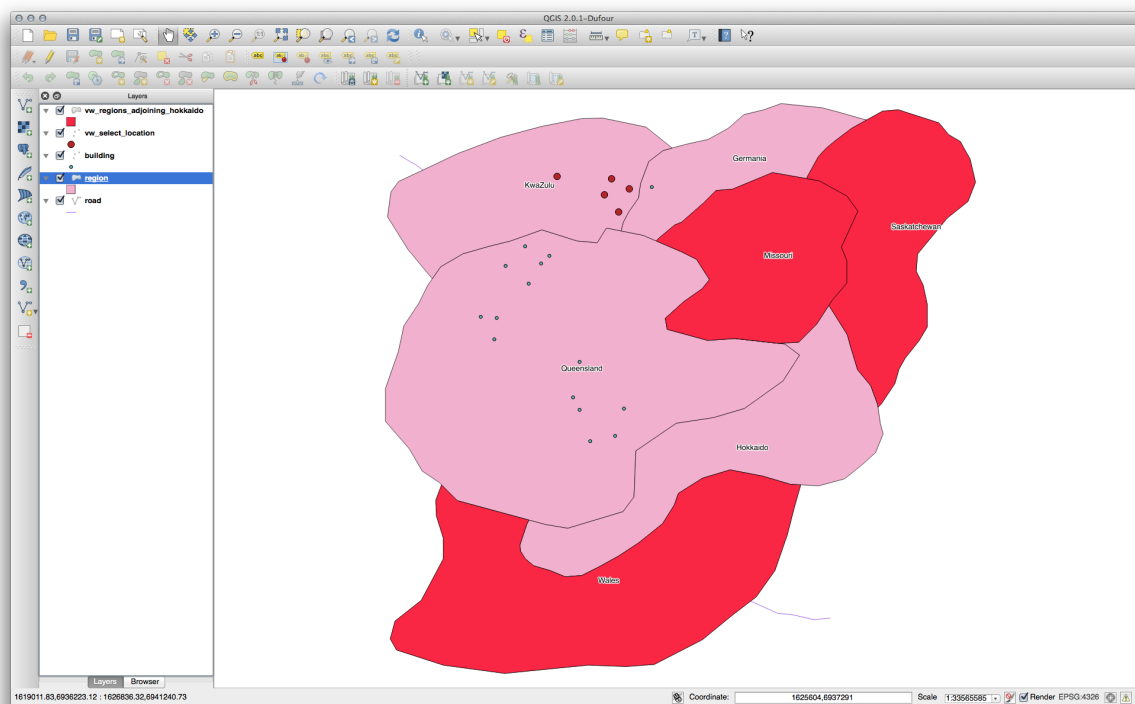 QGIS 2.0.1-Dufour
Layers
vw_regions_adjoining_hokkaido
vw_select_location
building
region
road
Germania
KwaZulu
Saskatchewan
Missouri
Queensland
Hokkaido
Wales
Layers Browser
1619011.83,6936223.12 : 1626836.32,6941240.73 Coordinate: 1625604,6937291 Scale 1:33565585 Render EPSG:4326